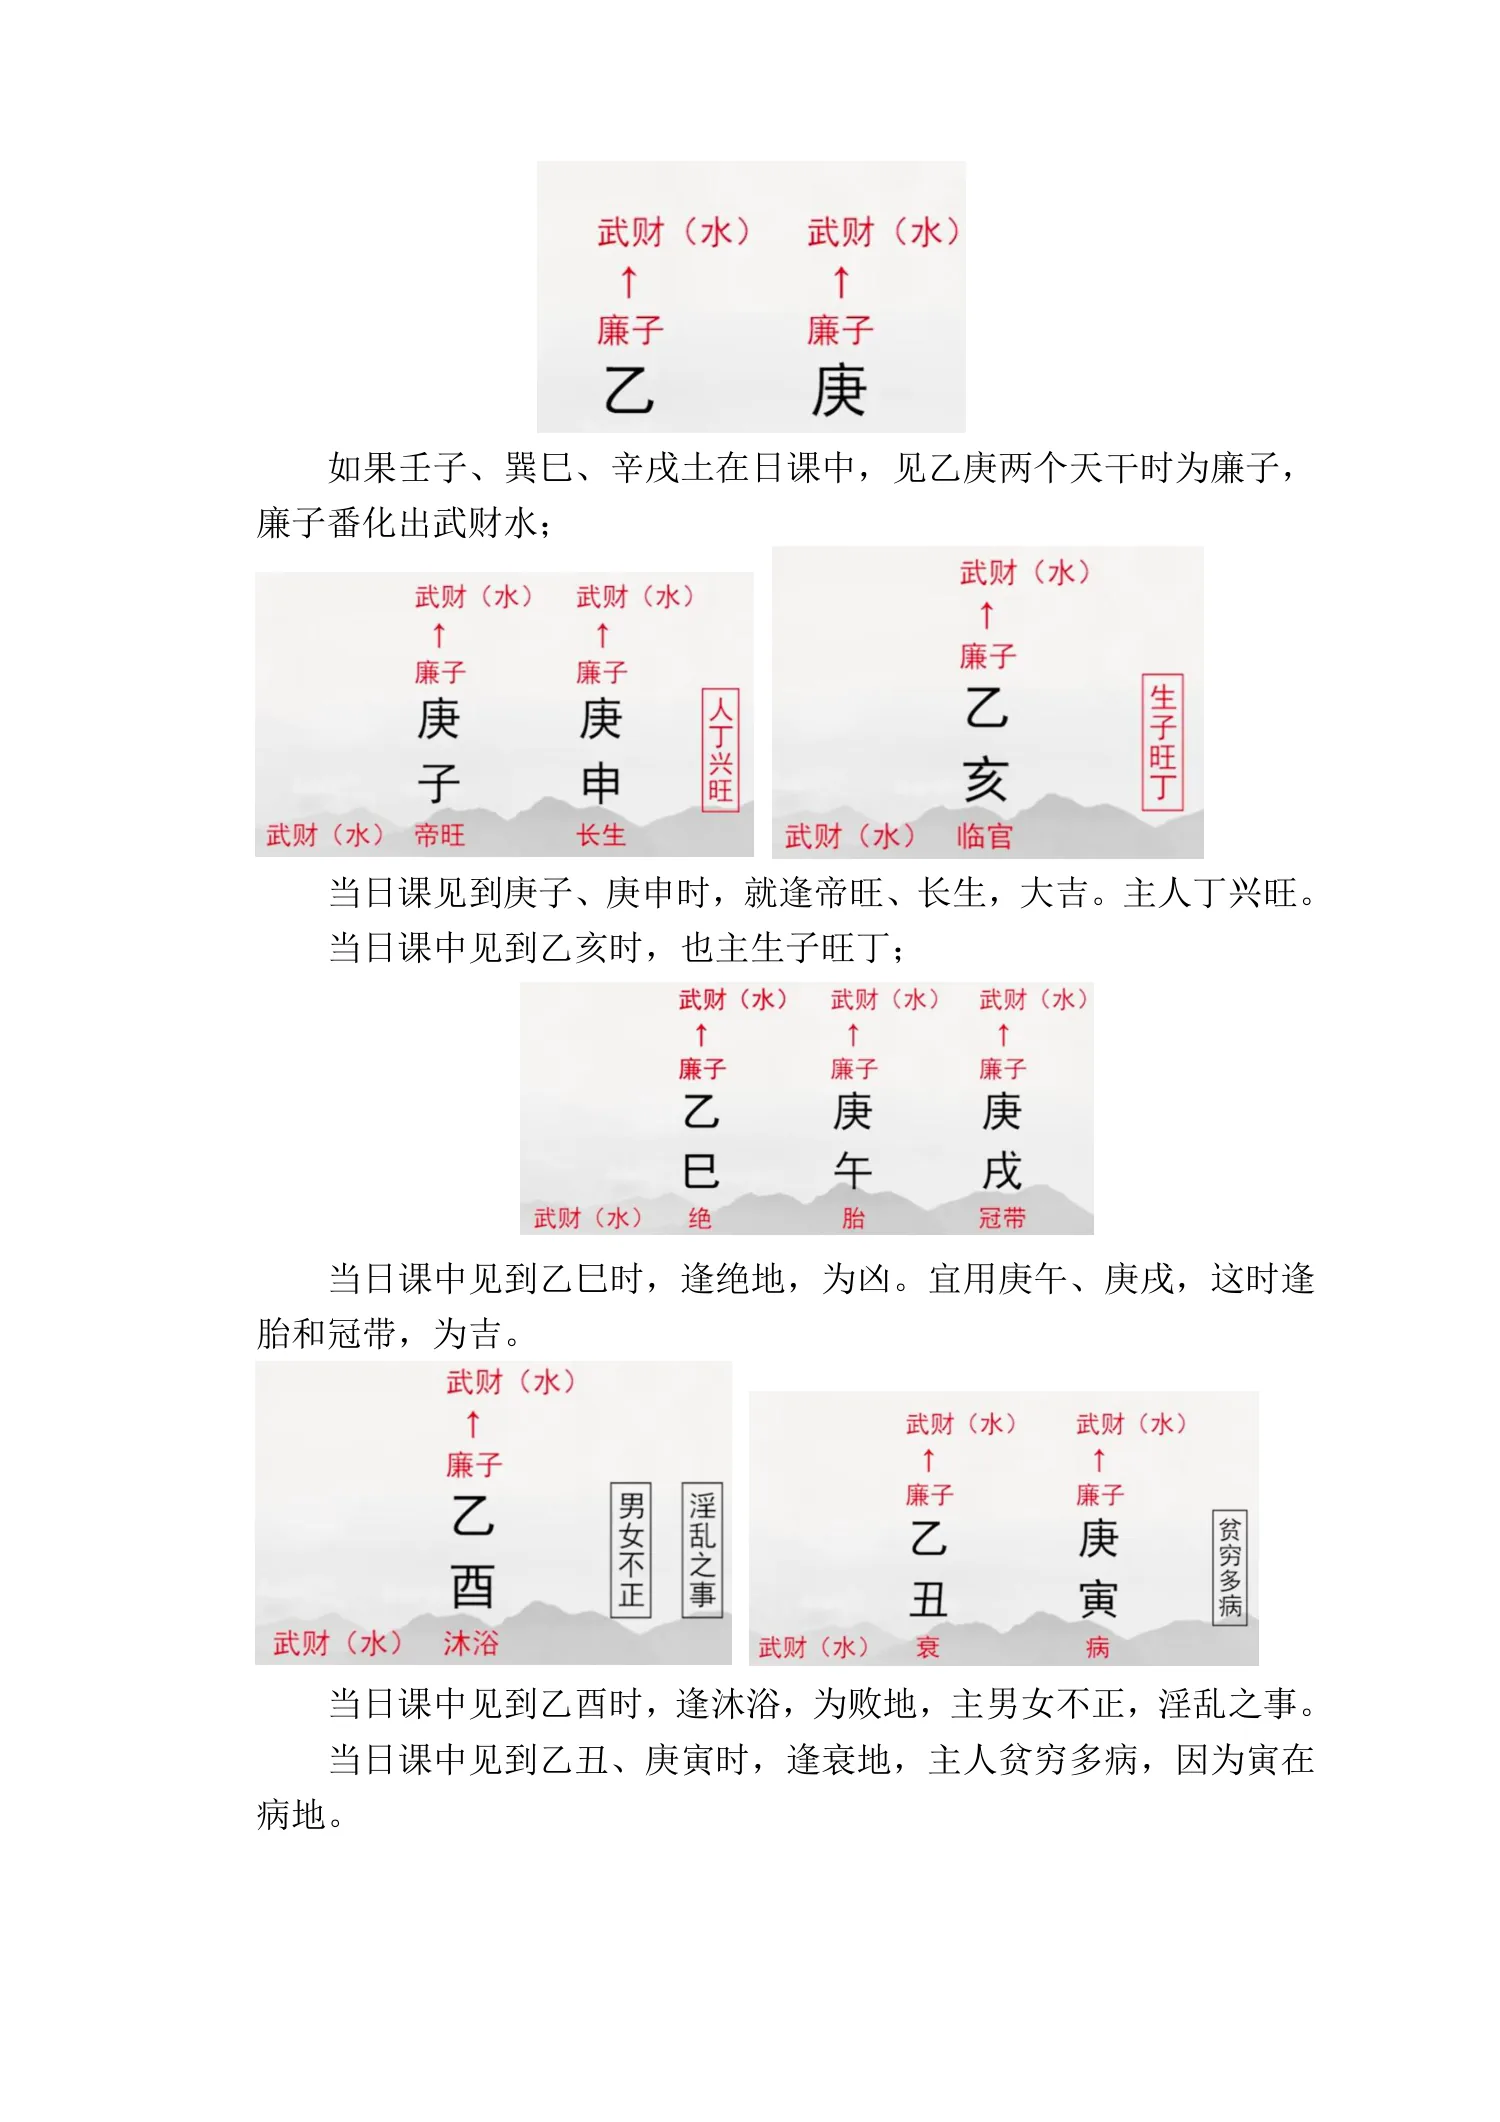 武财（水） 武财（水）
↑ ↑
廉子 廉子
乙 庚
如果壬子、巽巳、辛戌土在日课中，见乙庚两个天干时为廉子，
廉子番化出武财水；
武财（水） 武财（水）
↑ ↑
廉子 廉子
庚 庚
子 申
武财（水） 帝旺 长生
人丁兴旺
武财（水）
↑
廉子
乙
亥
武财（水） 临官
生子旺丁
当日课见到庚子、庚申时，就逢帝旺、长生，大吉。主人丁兴旺。
当日课中见到乙亥时，也主生子旺丁；
武财（水） 武财（水） 武财（水）
↑ ↑ ↑
廉子 廉子 廉子
乙 庚 庚
巳 午 戌
武财（水） 绝 胎 冠带
当日课中见到乙巳时，逢绝地，为凶。宜用庚午、庚戌，这时逢
胎和冠带，为吉。
武财（水）
↑
廉子
乙
酉
武财（水） 沐浴
男女不正
淫乱之事
武财（水） 武财（水）
↑ ↑
廉子 廉子
乙 庚
丑 寅
武财（水） 衰 病
贫穷多病
当日课中见到乙酉时，逢沐浴，为败地，主男女不正，淫乱之事。
当日课中见到乙丑、庚寅时，逢衰地，主人贫穷多病，因为寅在
病地。